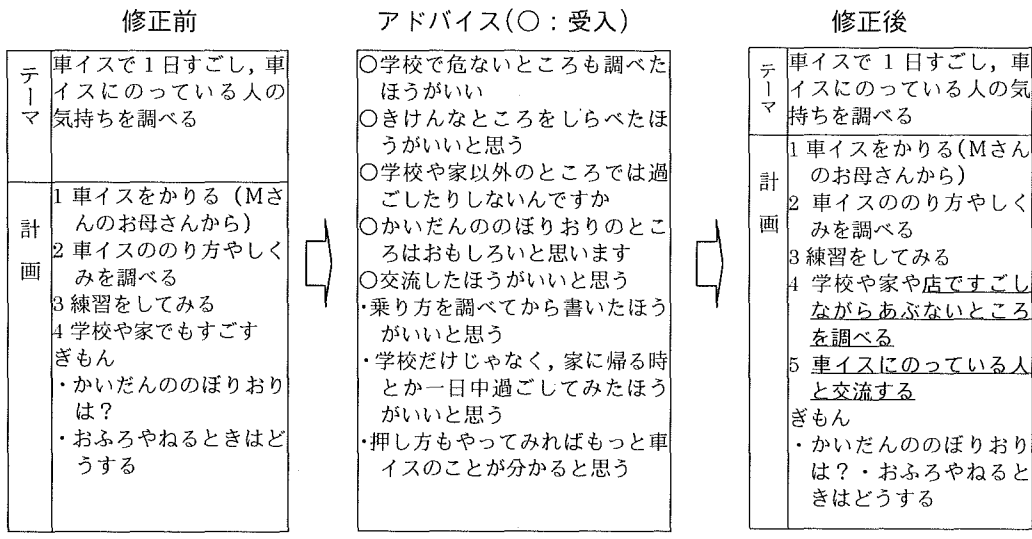 修正前
テーマ
車イスで1日すごし,車
イスにのっている人の
気持ちを調べる
計画
1 車イスをかりる (Mさ
んのお母さんから)
2 車イスののり方やしく
みを調べる
3 練習をしてみる
4 学校や家でもすごす
ぎもん
・かいだんののぼりおり
は?
・おふろやねるときはど
うする
アドバイス(○:受入)
○学校で危ないところも調べた
ほうがいい
○きけんなところをしらべたほ
うがいいと思う
○学校や家以外のところでは過
ごしたりしないんですか
○かいだんののぼりおりのとこ
ろはおもしろいと思います
○交流したほうがいいと思う
・乗り方を調べてから書いたほう
がいいと思う
・学校だけじゃなく,家に帰る時
とか一日中過ごしてみたほう
がいいと思う
・押し方もやってみればもっと車
イスのことが分かると思う
修正後
テーマ
車イスで1日すごし,車
イスにのっている人の気
持ちを調べる
計画
1 車イスをかりる(Mさん
のお母さんから)
2 車イスののり方やしく
みを調べる
3 練習をしてみる
4 学校や家や店ですごし
ながらあぶないところ
を調べる
5 車イスにのっている人
と交流する
ぎもん
・かいだんののぼりおり
は?・おふろやねると
きはどうする